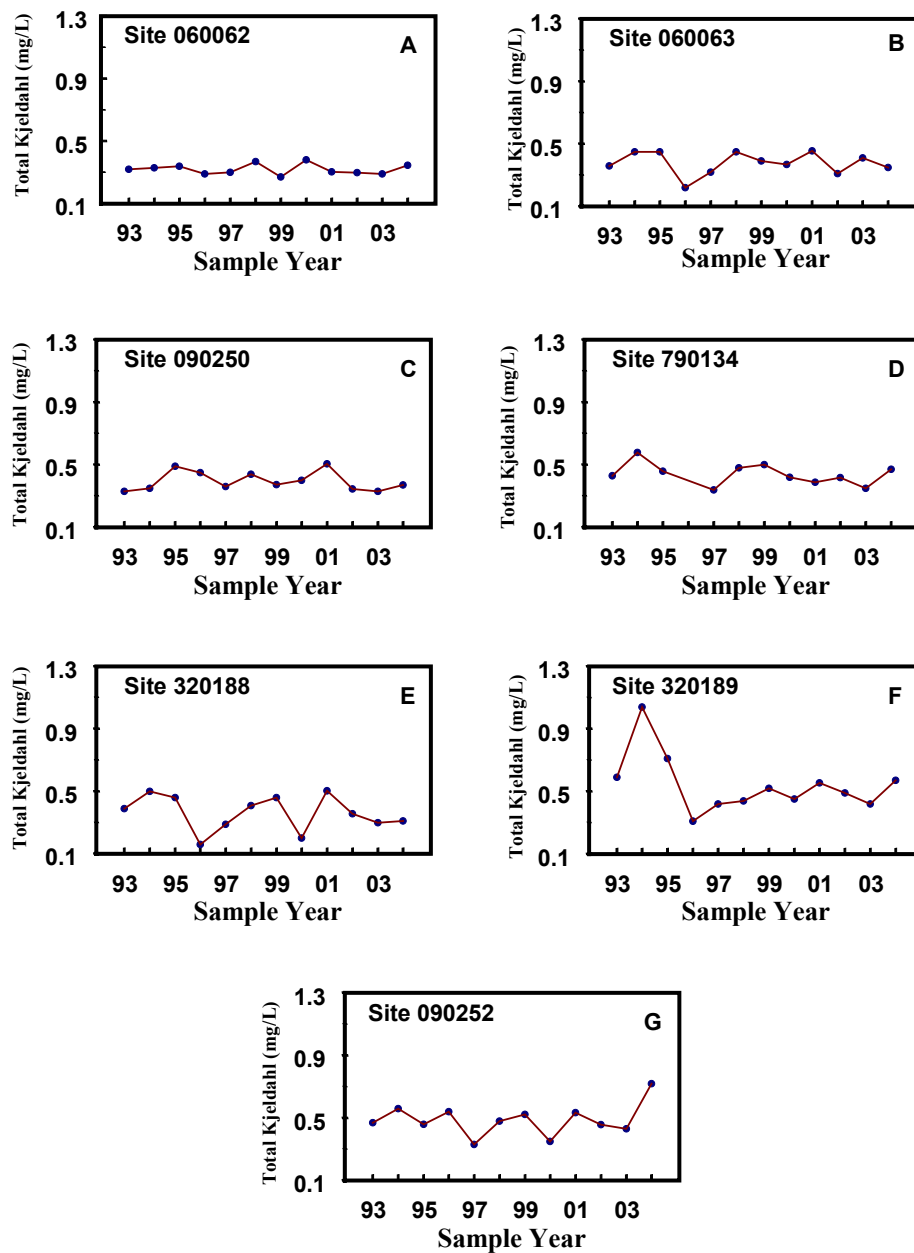 Site 060062
A
Total Kjeldahl (mg/L)
1.3
0.9
0.5
0.1
93 95 97 99 01 03
Sample Year
Site 060063
B
Total Kjeldahl (mg/L)
1.3
0.9
0.5
0.1
93 95 97 99 01 03
Sample Year
Site 090250
C
Total Kjeldahl (mg/L)
1.3
0.9
0.5
0.1
93 95 97 99 01 03
Sample Year
Site 790134
D
Total Kjeldahl (mg/L)
1.3
0.9
0.5
0.1
93 95 97 99 01 03
Sample Year
Site 320188
E
Total Kjeldahl (mg/L)
1.3
0.9
0.5
0.1
93 95 97 99 01 03
Sample Year
Site 320189
F
Total Kjeldahl (mg/L)
1.3
0.9
0.5
0.1
93 95 97 99 01 03
Sample Year
Site 090252
G
Total Kjeldahl (mg/L)
1.3
0.9
0.5
0.1
93 95 97 99 01 03
Sample Year